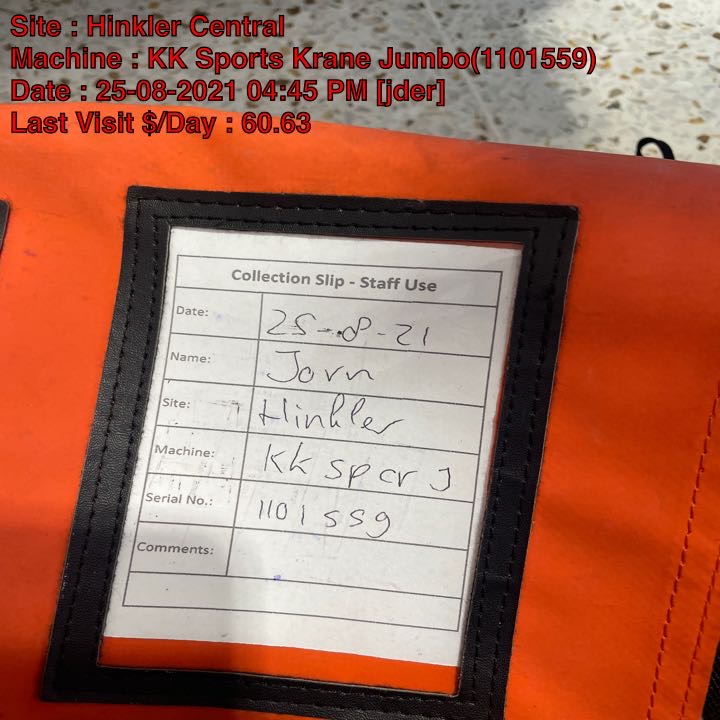 Site : Hinkler Central
Machine : KK Sports Krane Jumbo(1101559)
Date : 25-08-2021 04:45 PM [jder]
Last Visit $/Day : 60.63
Collection Slip - Staff Use
Date: 25-8-21
Name: Jorn
Site: Hinkler
Machine: KK sp cr J
Serial No.: 1101559
Comments: